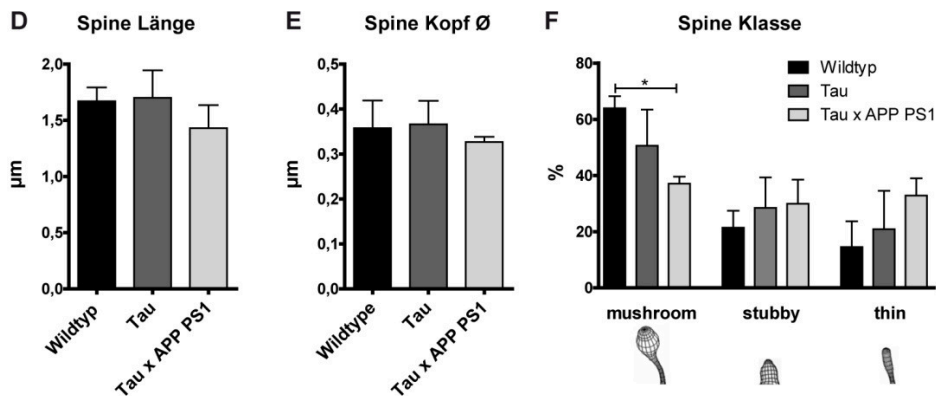 D Spine Länge
µm
2,0
1,5
1,0
0,5
0,0
Wildtyp
Tau
Tau x APP PS1
E Spine Kopf Ø
µm
0,5
0,4
0,3
0,2
0,1
0,0
Wildtype
Tau
Tau x APP PS1
F Spine Klasse
%
80
60
40
20
0
*
Wildtyp
Tau
Tau x APP PS1
mushroom
stubby
thin